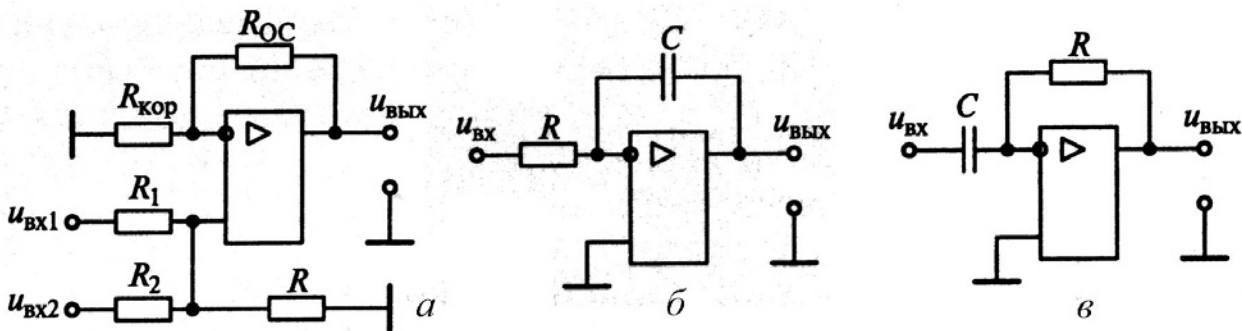 R_ОС
R_кор
u_вых
R_1
u_вх1
R_2
u_вх2
R
а
C
u_вх
R
u_вых
б
R
C
u_вх
u_вых
в